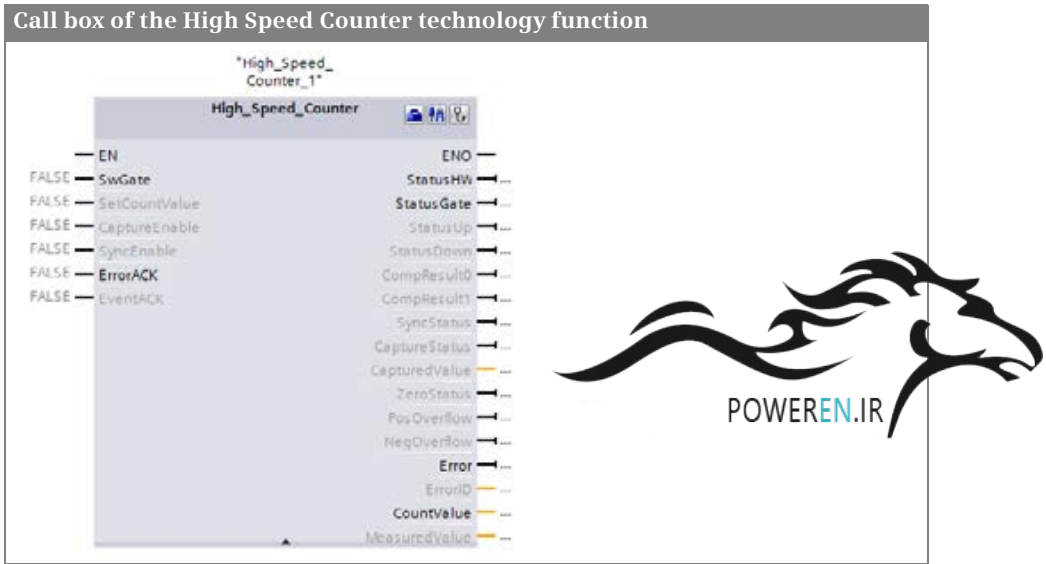 Call box of the High Speed Counter technology function
"High_Speed_
Counter_1"
High_Speed_Counter
EN ENO
FALSE SwGate StatusHW ...
FALSE SetCountValue StatusGate ...
FALSE CaptureEnable StatusUp ...
FALSE SyncEnable StatusDown ...
FALSE ErrorACK CompResult0 ...
FALSE EventACK CompResult1 ...
SyncStatus ...
CaptureStatus ...
CapturedValue ...
ZeroStatus ...
PosOverflow ...
NegOverflow ...
Error ...
ErrorID ...
CountValue ...
MeasuredValue ...
POWEREN.IR